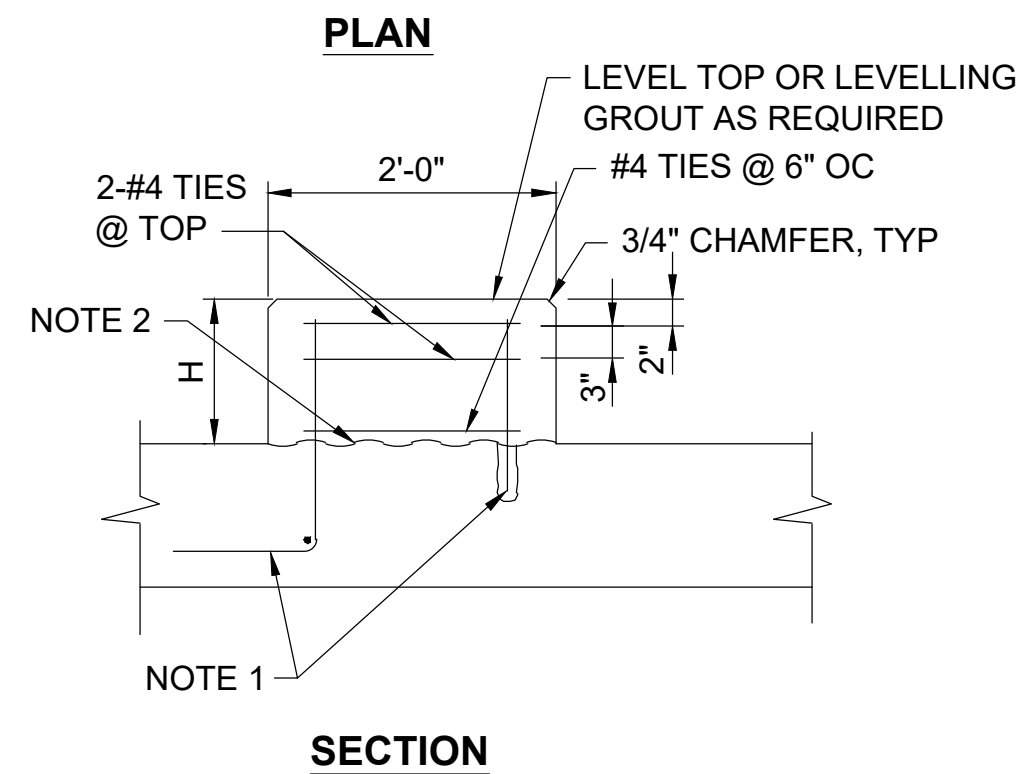 PLAN
LEVEL TOP OR LEVELLING
GROUT AS REQUIRED
2'-0"
#4 TIES @ 6" OC
2-#4 TIES
@ TOP
3/4" CHAMFER, TYP
NOTE 2
H
3"
2"
NOTE 1
SECTION